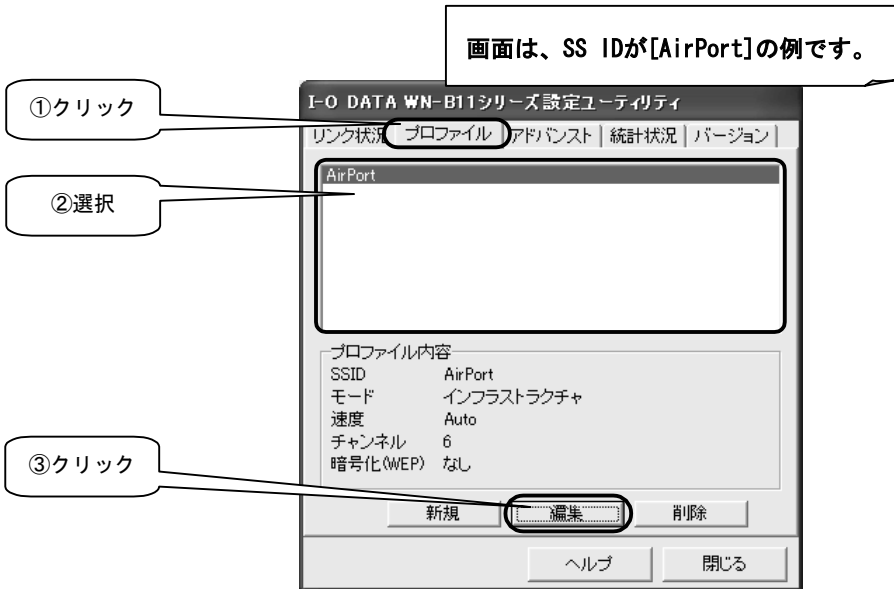 画面は、SS IDが[AirPort]の例です。
①クリック
I-O DATA WN-B11シリーズ設定ユーティリティ
リンク状況 プロファイル アドバンスト 統計状況 バージョン
AirPort
②選択
プロファイル内容
SSID AirPort
モード インフラストラクチャ
速度 Auto
チャンネル 6
暗号化(WEP) なし
③クリック
新規 編集 削除
ヘルプ 閉じる